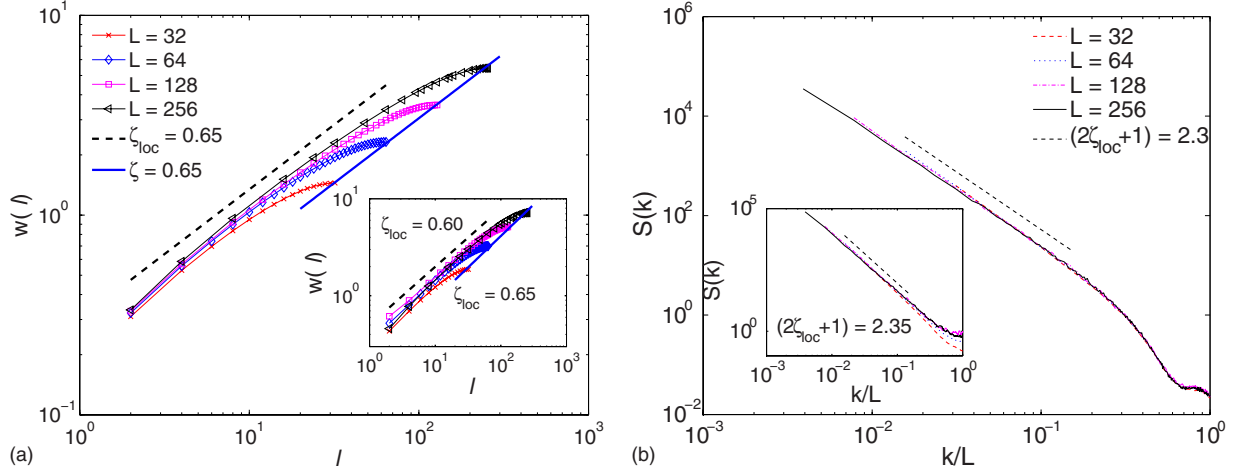 10^1
10^0
10^-1
w( l )
L = 32
L = 64
L = 128
L = 256
ζ_loc = 0.65
ζ = 0.65
10^0
10^1
10^2
10^3
l
(a)
10^1
10^0
w( l )
ζ_loc = 0.60
ζ_loc = 0.65
10^0
10^1
10^2
10^3
l
10^6
10^4
10^2
10^0
10^-2
S(k)
L = 32
L = 64
L = 128
L = 256
(2ζ_loc+1) = 2.3
10^-3
10^-2
10^-1
10^0
k/L
(b)
10^5
10^0
S(k)
(2ζ_loc+1) = 2.35
10^-3
10^-2
10^-1
10^0
k/L